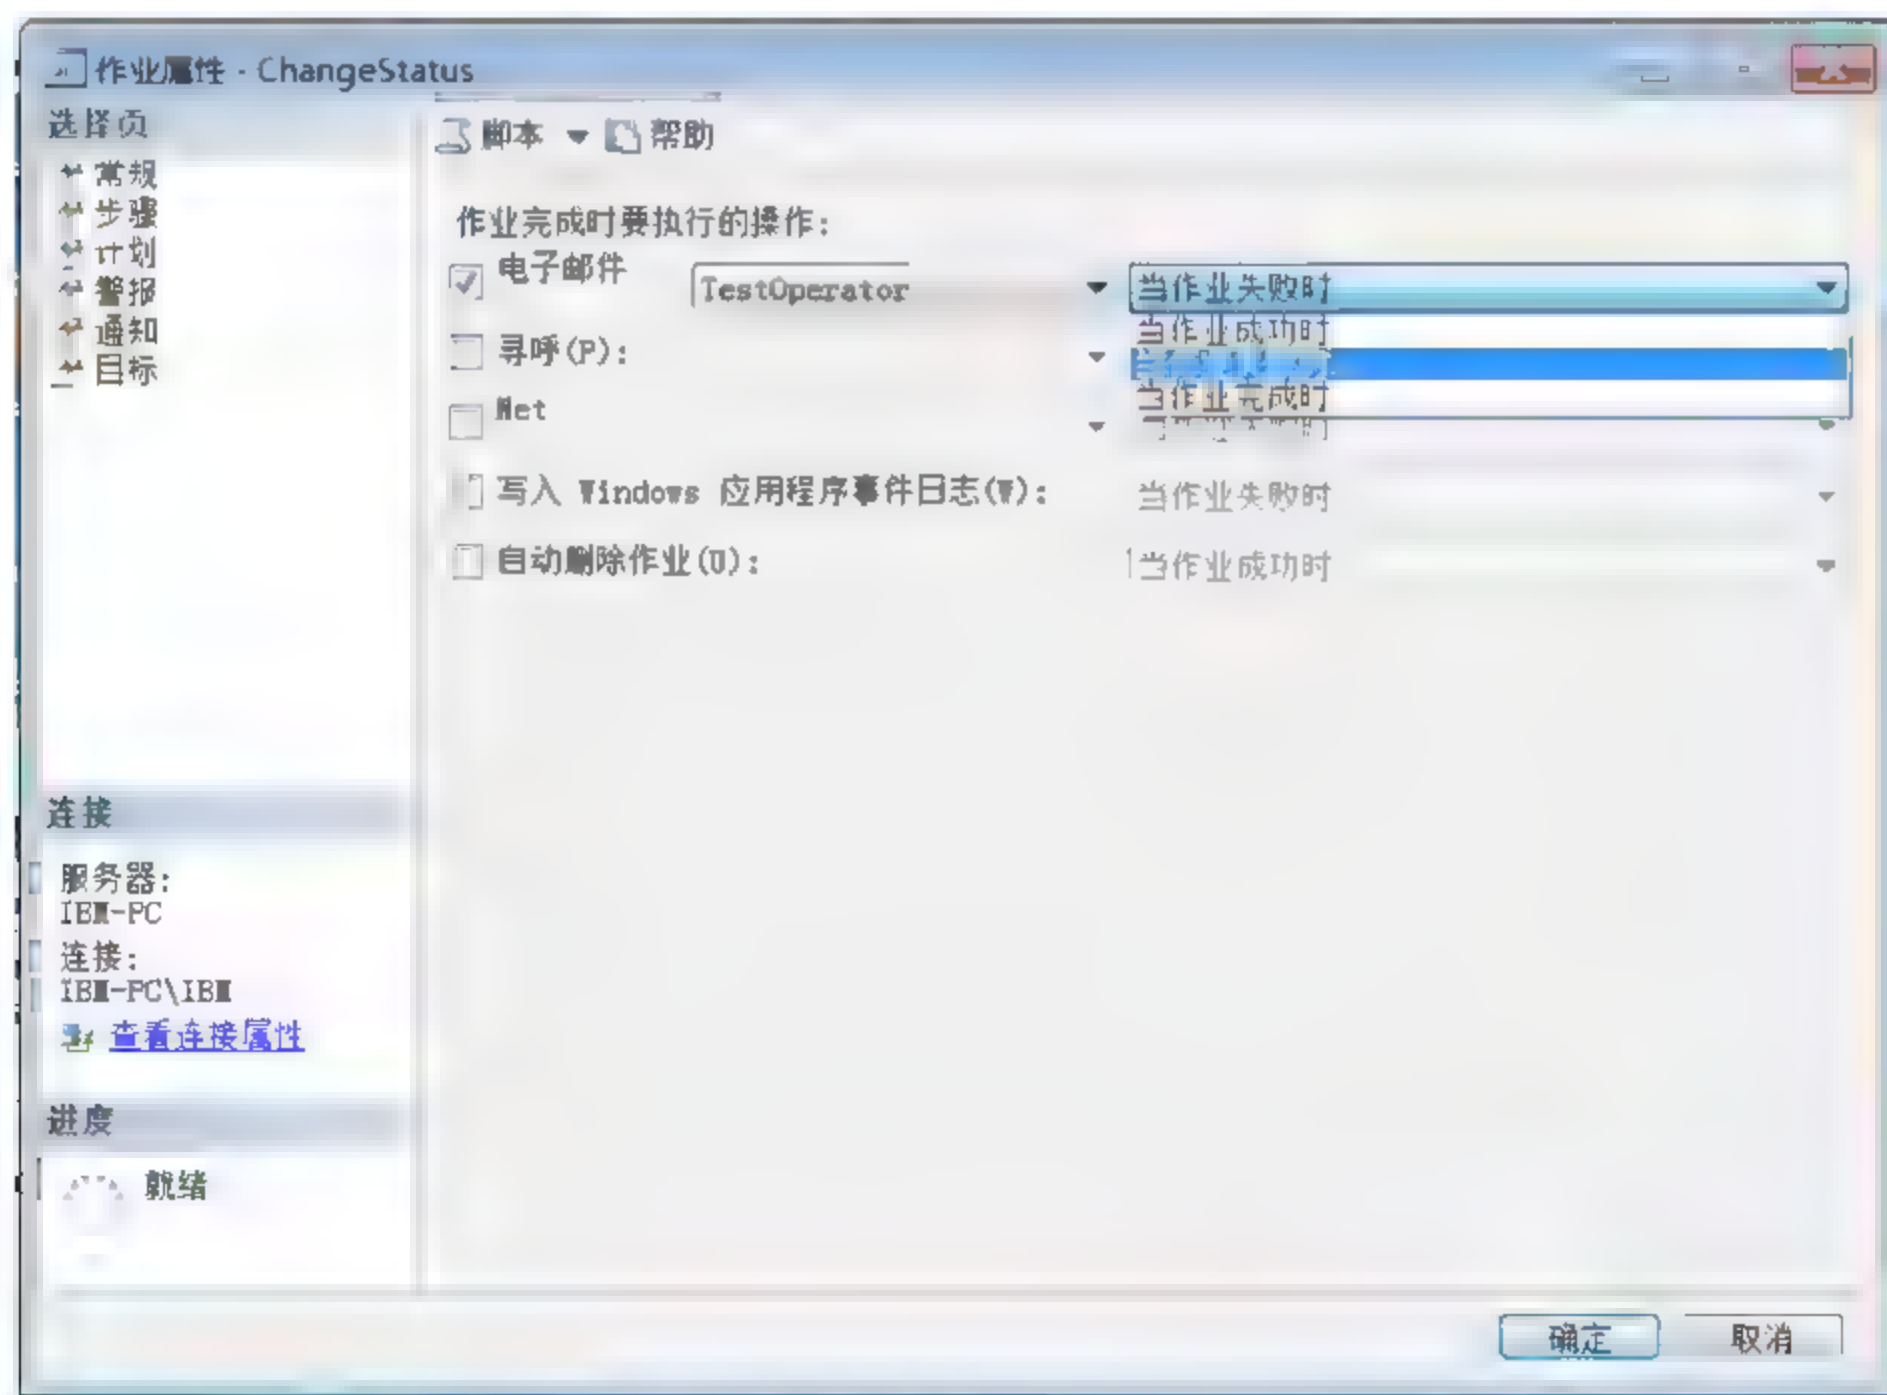 作业属性 - ChangeStatus
选择页
常规
步骤
计划
警报
通知
目标
脚本
帮助
作业完成时要执行的操作:
电子邮件
TestOperator
当作业失败时
当作业成功时
寻呼(P):
当作业完成时
Net
写入 Windows 应用程序事件日志(W):
当作业失败时
自动删除作业(U):
当作业成功时
连接
服务器:
IBM-PC
连接:
IBM-PC\IBM
查看连接属性
进度
就绪
确定
取消